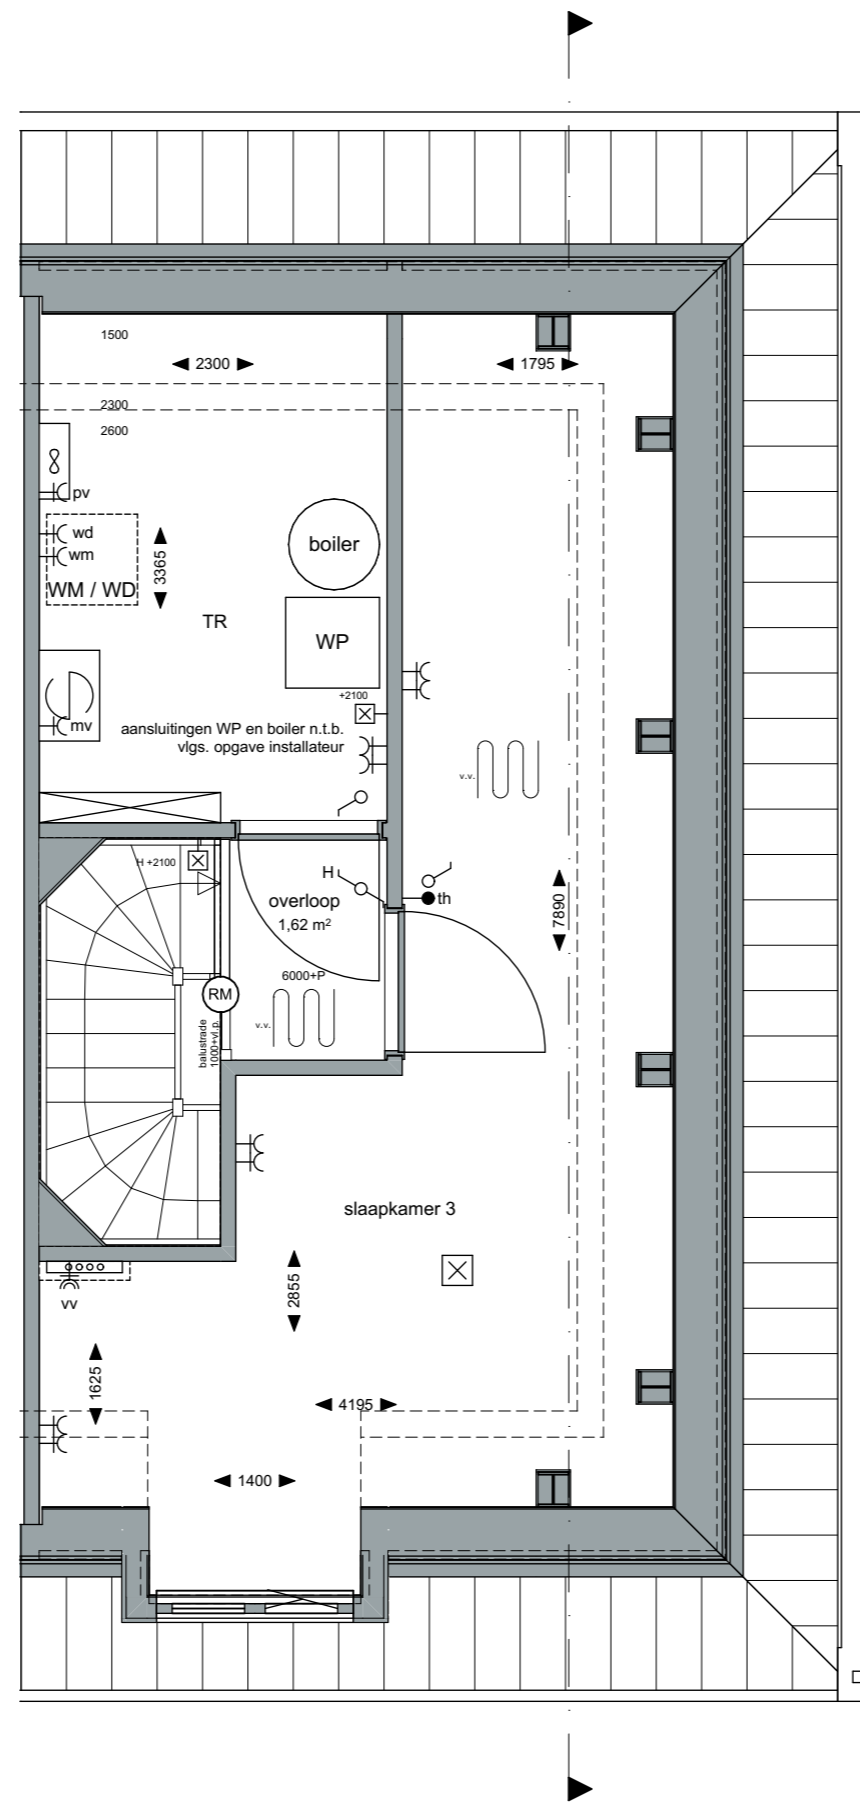 1500
2300
1795
2300
2600
pv
wd
wm
WM / WD
3365
boiler
TR
WP
+2100
mv
aansluitingen WP en boiler n.t.b.
vlgs. opgave installateur
v.v.
H +2100
H
overloop
1,62 m²
th
7890
6000+P
RM
v.v.
balustrade
1000+vl.p.
slaapkamer 3
2855
vv
1625
4195
1400